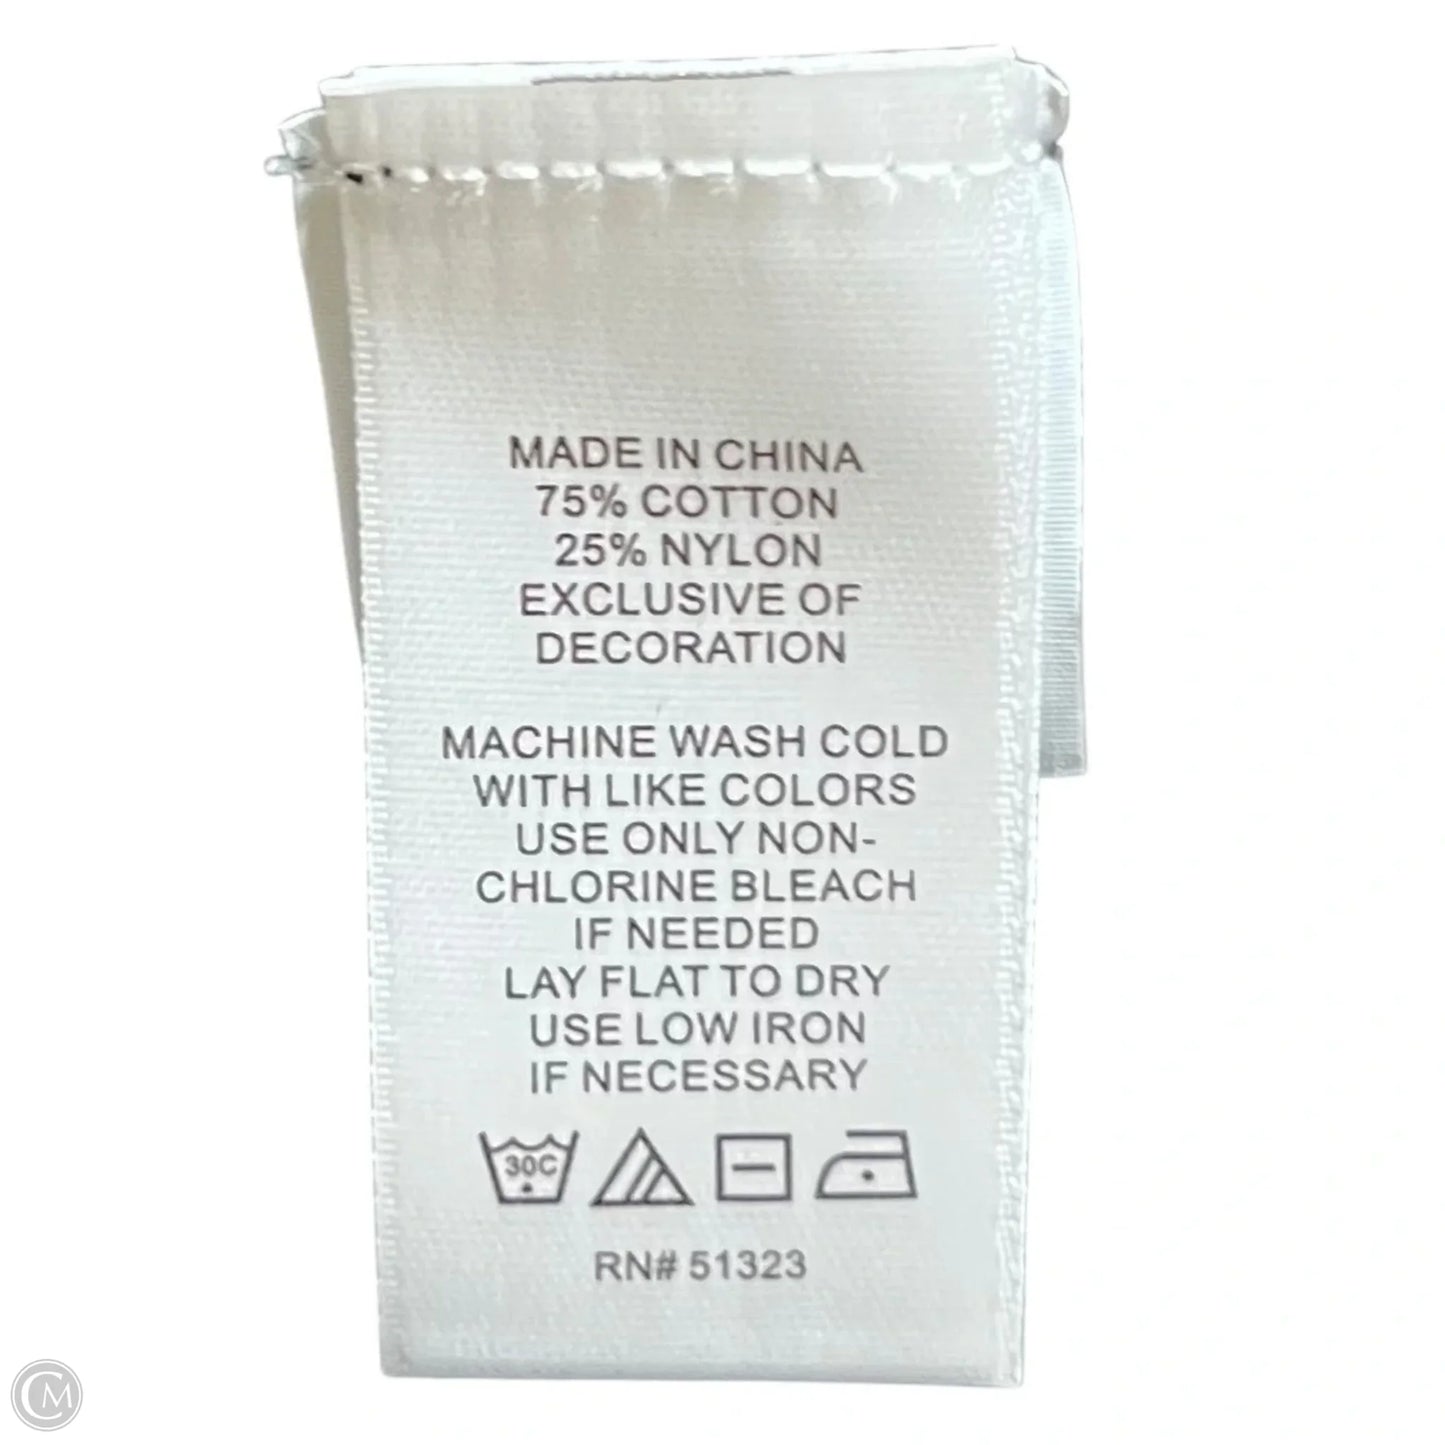 MADE IN CHINA
75% COTTON
25% NYLON
EXCLUSIVE OF
DECORATION
MACHINE WASH COLD
WITH LIKE COLORS
USE ONLY NON-
CHLORINE BLEACH
IF NEEDED
LAY FLAT TO DRY
USE LOW IRON
IF NECESSARY
30C
RN# 51323
CM